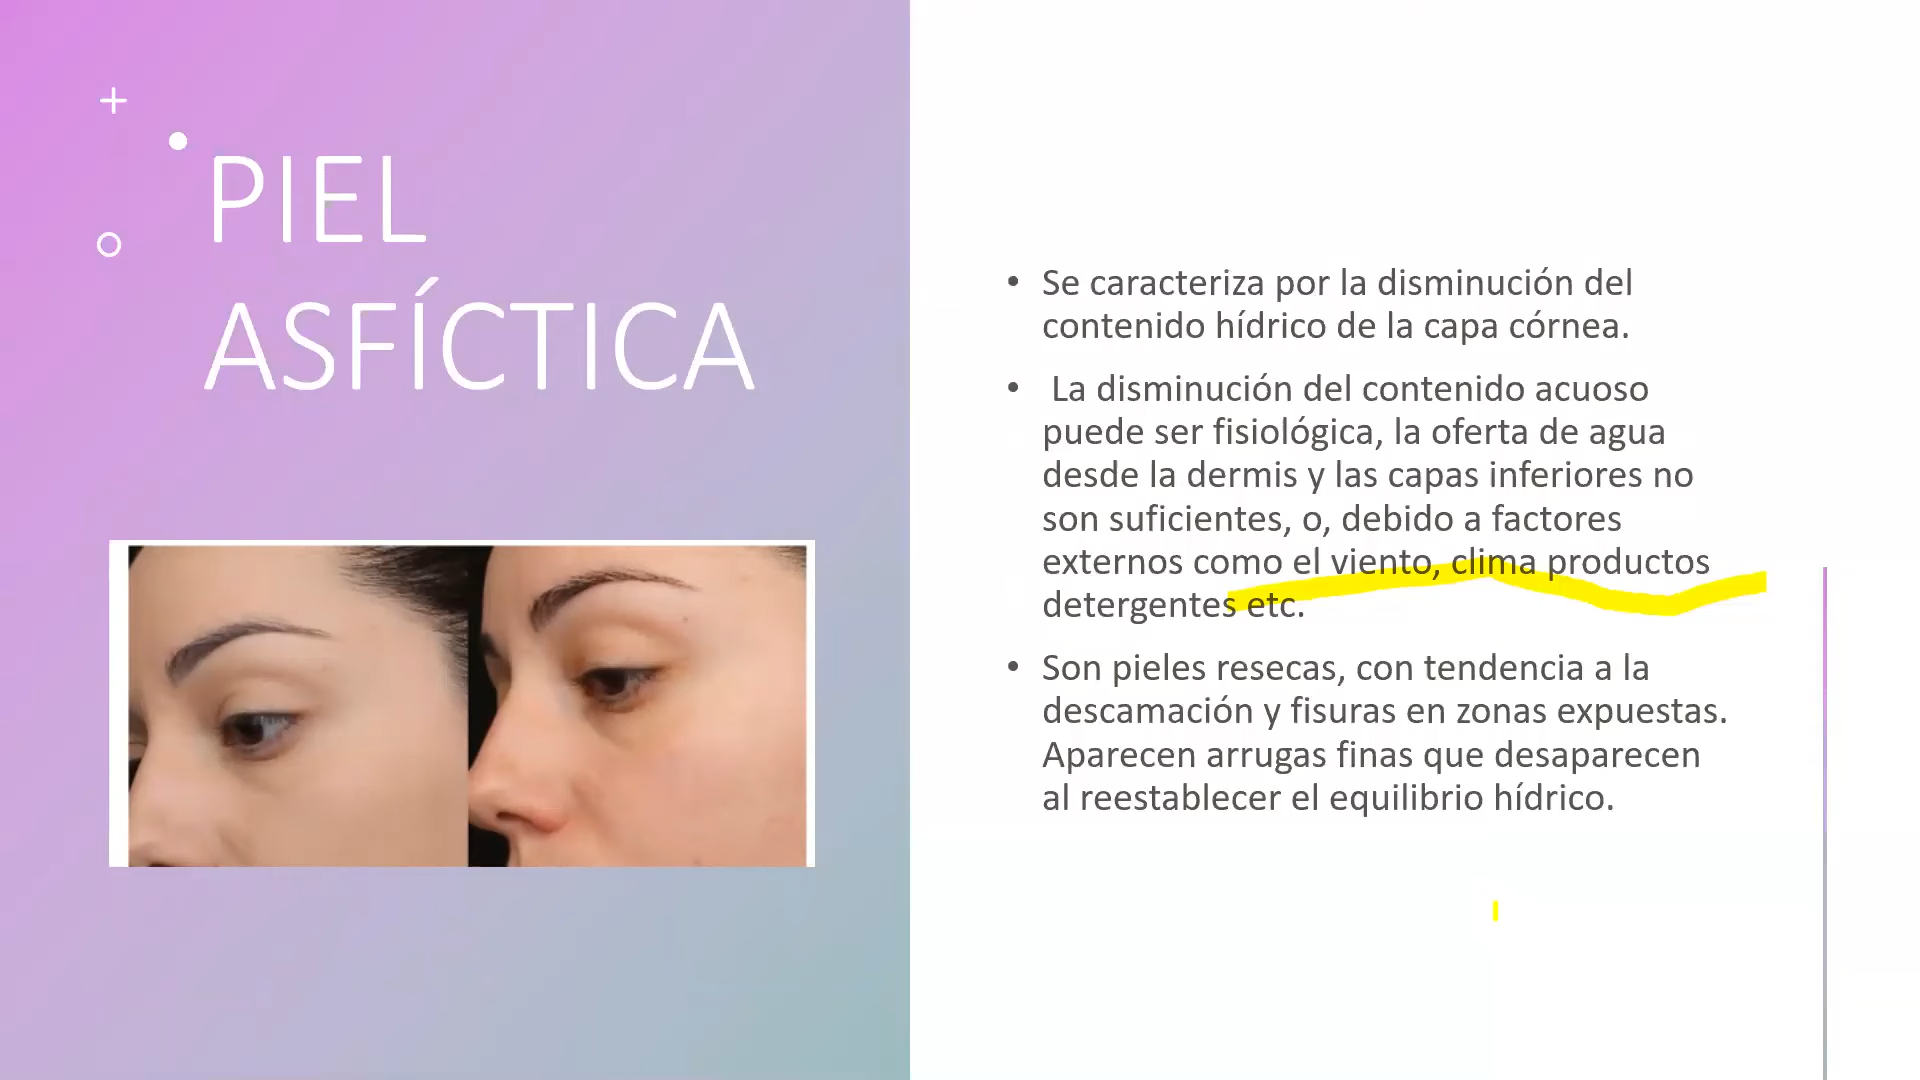 PIEL
ASFÍCTICA
• Se caracteriza por la disminución del
contenido hídrico de la capa córnea.
• La disminución del contenido acuoso
puede ser fisiológica, la oferta de agua
desde la dermis y las capas inferiores no
son suficientes, o, debido a factores
externos como el viento, clima productos
detergentes etc.
• Son pieles resecas, con tendencia a la
descamación y fisuras en zonas expuestas.
Aparecen arrugas finas que desaparecen
al reestablecer el equilibrio hídrico.